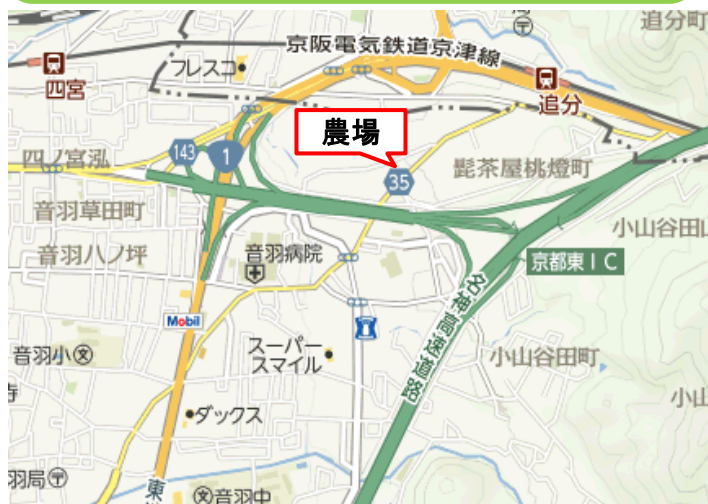 追分町
京阪電気鉄道京津線
四宮
フレスコ
追分
農場
143
1
四ノ宮泓
35
髭茶屋桃燈町
音羽草田町
小山谷田山
音羽八ノ坪
音羽病院
京都東IC
名神高速道路
Mobil
音羽小
スーパー
スマイル
小山谷田町
寺
小山
ダックス
羽局
東
音羽中